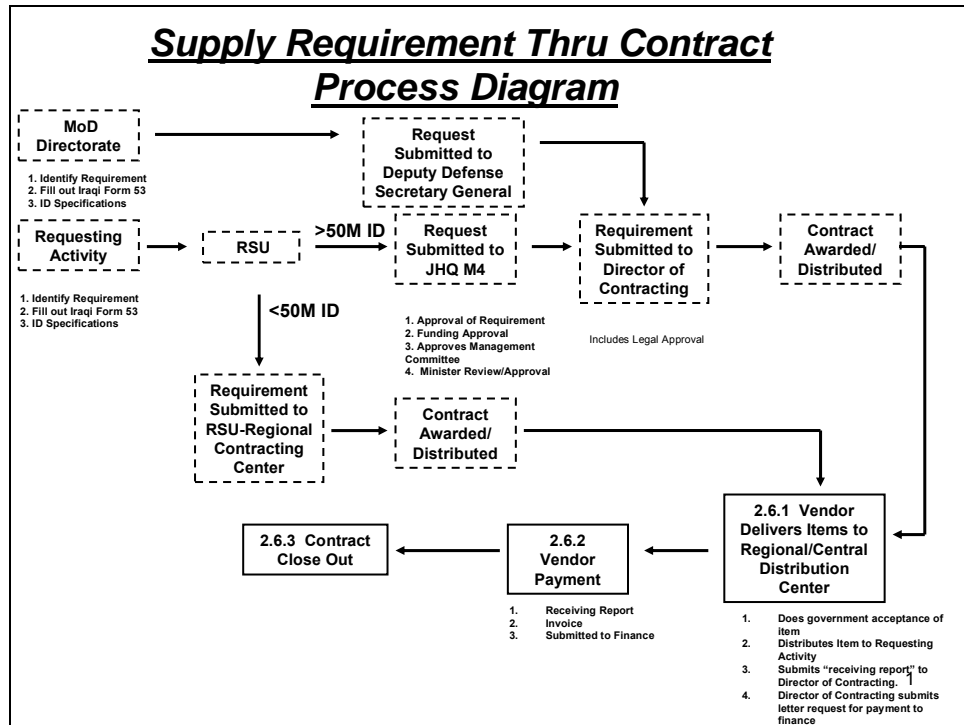 Supply Requirement Thru Contract
Process Diagram
MoD
Directorate
1. Identify Requirement
2. Fill out Iraqi Form 53
3. ID Specifications
Request
Submitted to
Deputy Defense
Secretary General
Requesting
Activity
1. Identify Requirement
2. Fill out Iraqi Form 53
3. ID Specifications
RSU
>50M ID
<50M ID
Request
Submitted to
JHQ M4
1. Approval of Requirement
2. Funding Approval
3. Approves Management
Committee
4. Minister Review/Approval
Requirement
Submitted to
Director of
Contracting
Includes Legal Approval
Contract
Awarded/
Distributed
Requirement
Submitted to
RSU-Regional
Contracting
Center
Contract
Awarded/
Distributed
2.6.1 Vendor
Delivers Items to
Regional/Central
Distribution
Center
1. Does government acceptance of
item
2. Distributes Item to Requesting
Activity
3. Submits “receiving report” to
Director of Contracting.
4. Director of Contracting submits
letter request for payment to
finance
2.6.2
Vendor
Payment
1. Receiving Report
2. Invoice
3. Submitted to Finance
2.6.3 Contract
Close Out
1